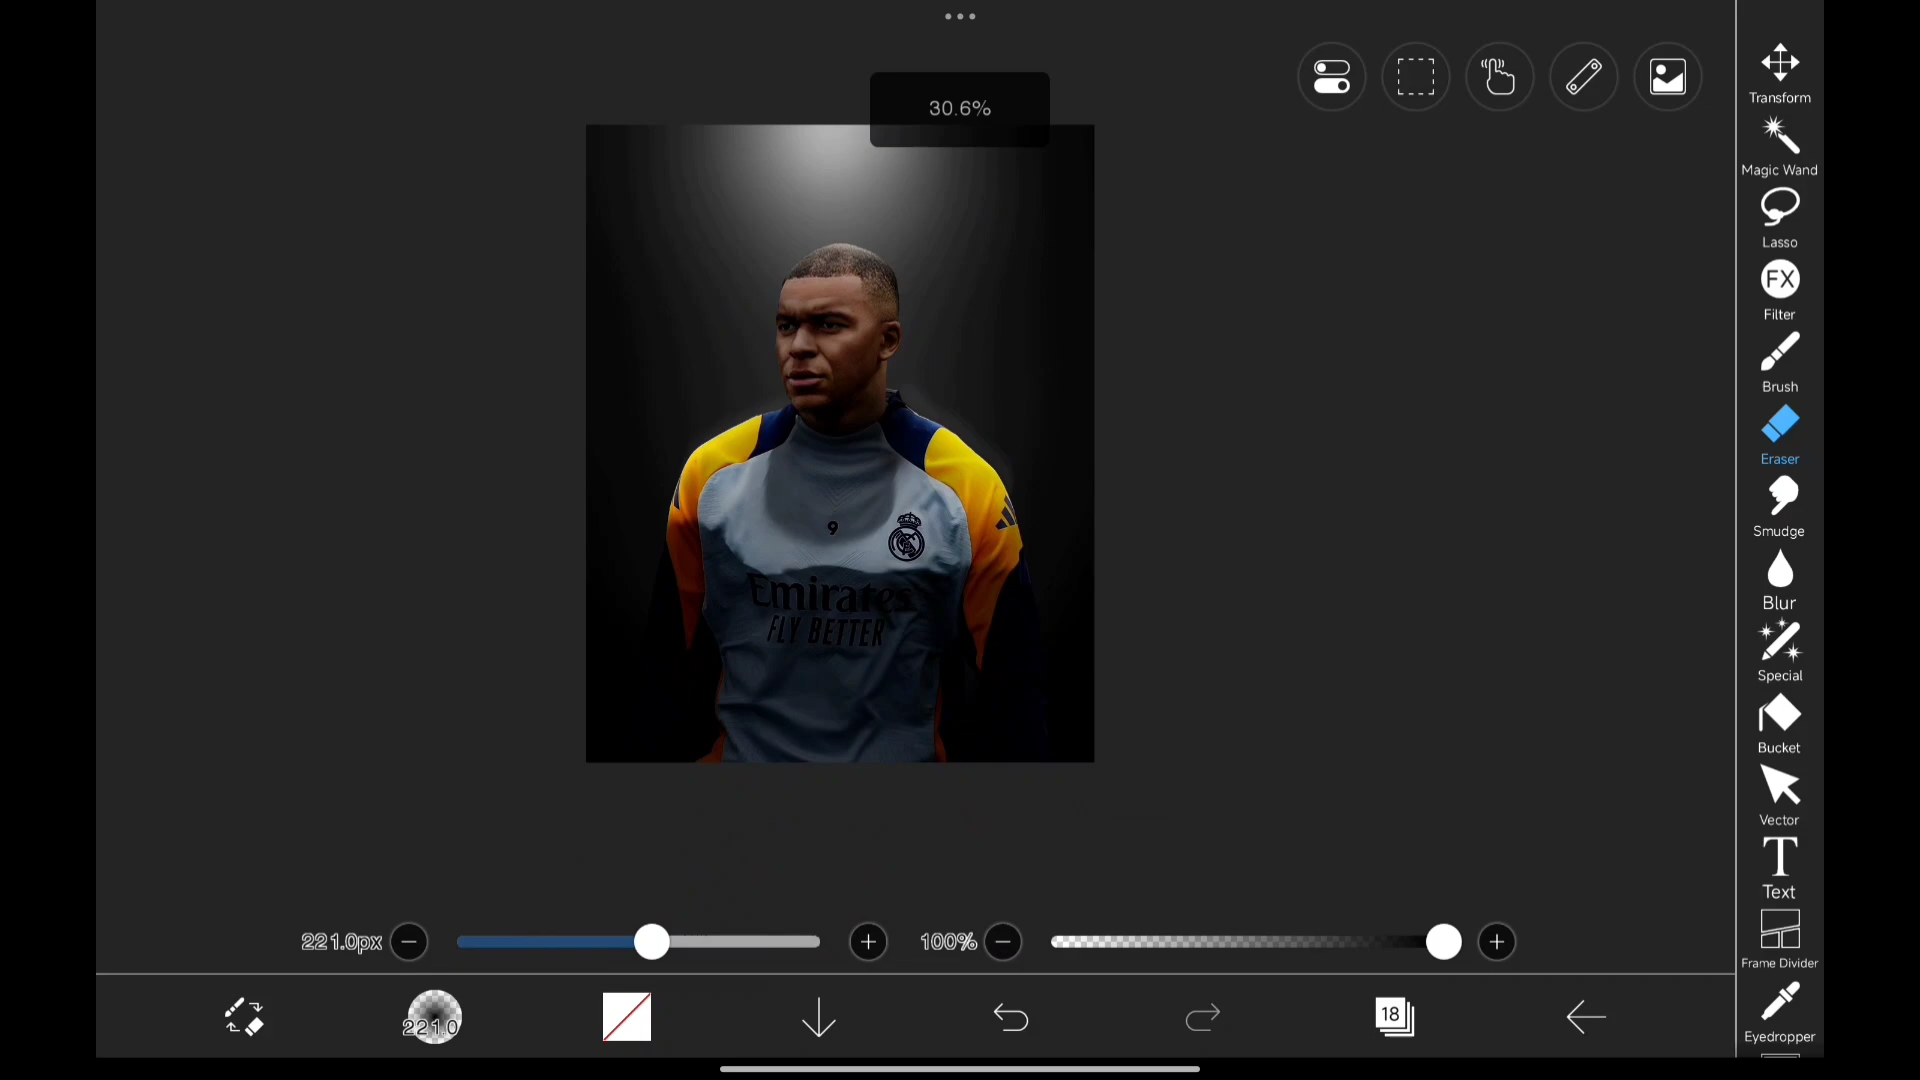 30.6%
Transform
Magic Wand
Lasso
FX
Filter
Brush
Eraser
Smudge
Blur
Special
Bucket
Vector
T
Text
Frame Divider
Eyedropper
9
Emirates
FLY BETTER
221.0px
100%
221.0
18